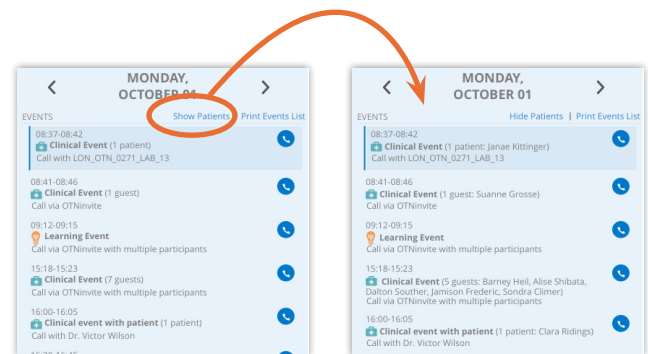 MONDAY,
OCTOBER 01
EVENTS Show Patients | Print Events List
08:37-08:42
Clinical Event (1 patient)
Call with LON_OTN_0271_LAB_13
08:41-08:46
Clinical Event (1 guest)
Call via OTNinvite
09:12-09:15
Learning Event
Call via OTNinvite with multiple participants
15:18-15:23
Clinical Event (7 guests)
Call via OTNinvite with multiple participants
16:00-16:05
Clinical event with patient (1 patient)
Call with Dr. Victor Wilson
MONDAY,
OCTOBER 01
EVENTS Hide Patients | Print Events List
08:37-08:42
Clinical Event (1 patient: Janae Kittinger)
Call with LON_OTN_0271_LAB_13
08:41-08:46
Clinical Event (1 guest: Suanne Grosse)
Call via OTNinvite
09:12-09:15
Learning Event
Call via OTNinvite with multiple participants
15:18-15:23
Clinical Event (5 guests: Barney Heil, Alise Shibata,
Dalton Souther, Jamison Frederic, Sondra Climer)
Call via OTNinvite with multiple participants
16:00-16:05
Clinical event with patient (1 patient: Clara Ridings)
Call with Dr. Victor Wilson